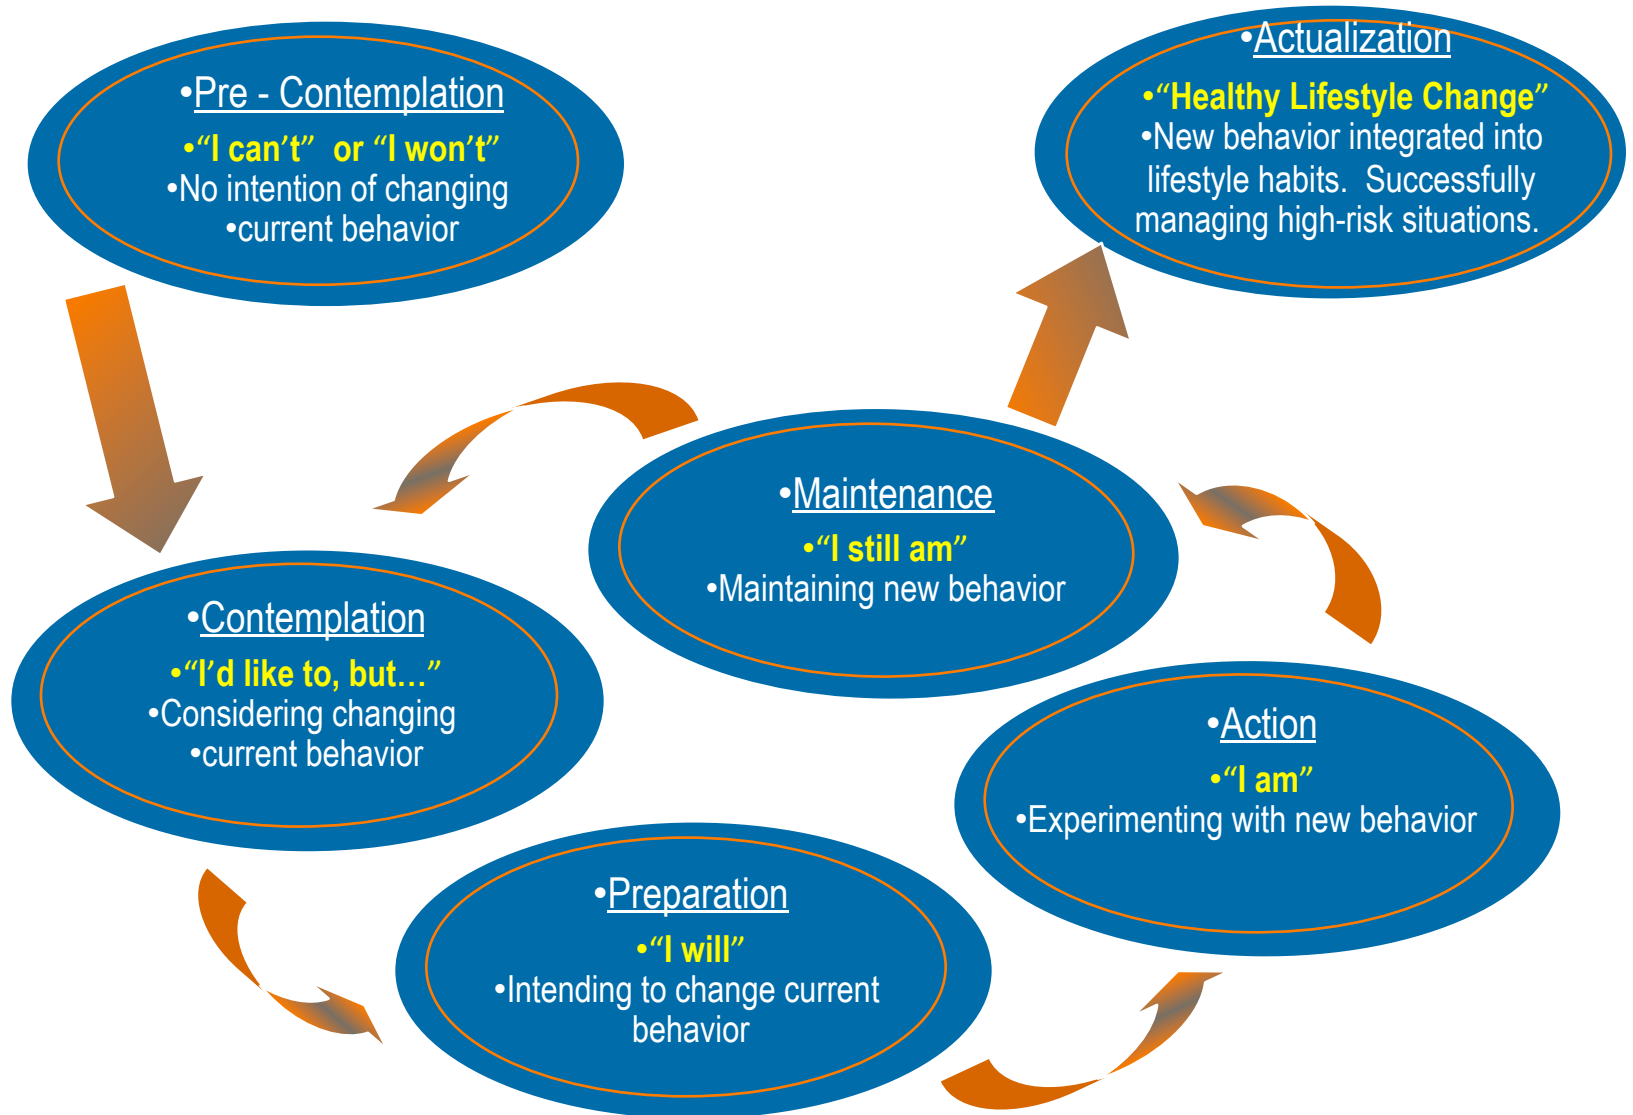 •Pre - Contemplation
•“I can’t”  or “I won’t”
•No intention of changing
•current behavior
•Actualization
•“Healthy Lifestyle Change”
•New behavior integrated into
lifestyle habits.  Successfully
managing high-risk situations.
•Maintenance
•“I still am”
•Maintaining new behavior
•Contemplation
•“I’d like to, but…”
•Considering changing
•current behavior
•Action
•“I am”
•Experimenting with new behavior
•Preparation
•“I will”
•Intending to change current
behavior